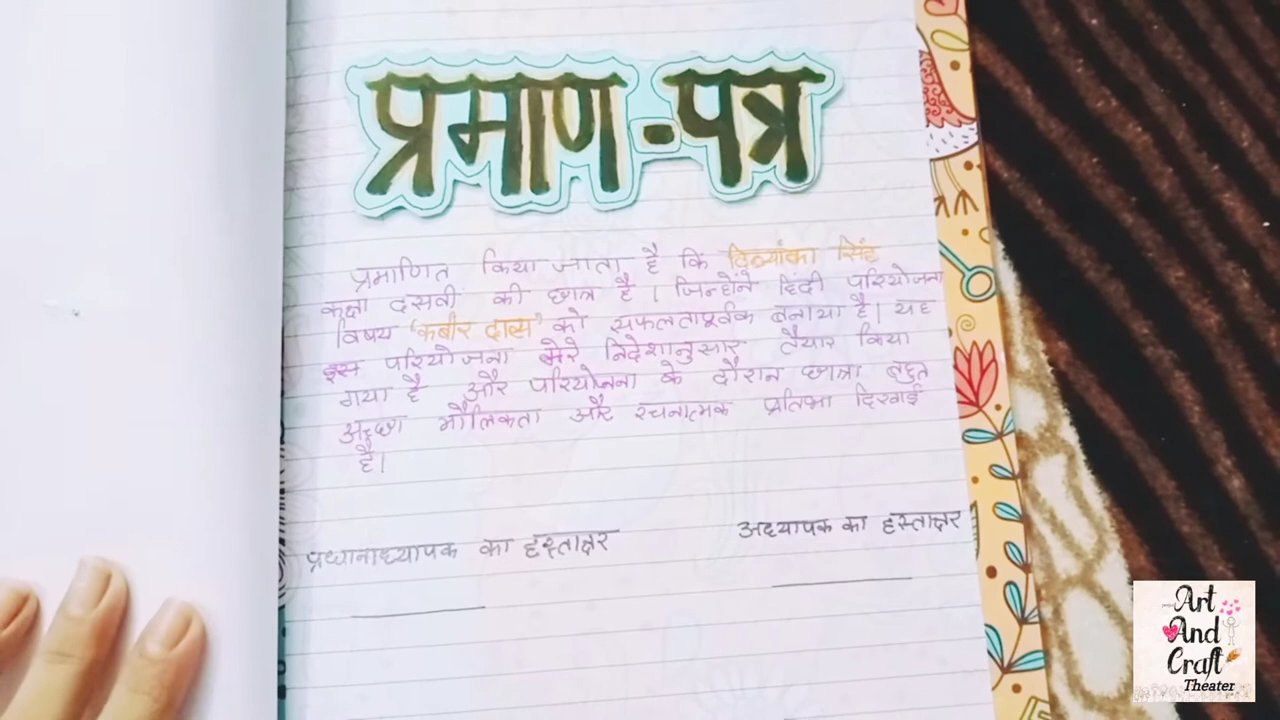 प्रमाण-पत्र
प्रमाणित किया जाता है कि दिव्यांका सिंह
कक्षा दसवी की छात्र है। जिन्होंने हिंदी परियोजना
विषय 'कबीर दास' को सफलतापूर्वक बनाया है। यह
इस परियोजना मेरे निदेशानुसार तैयार किया
गया है और परियोजना के दौरान छात्रा बहुत
अच्छा मौलिकता और रचनात्मक प्रतिभा दिखाई
है।
प्रधानाध्यापक का हस्ताक्षर
अध्यापक का हस्ताक्षर
Art
And
Craft
Theater